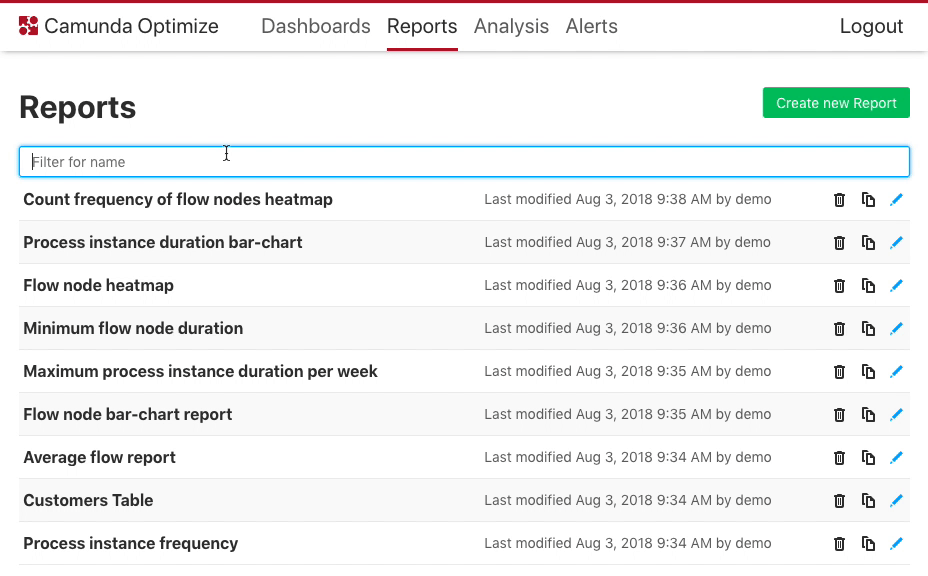 Camunda Optimize Dashboards Reports Analysis Alerts Logout
Reports Create new Report
Filter for name
Count frequency of flow nodes heatmap Last modified Aug 3, 2018 9:38 AM by demo
Process instance duration bar-chart Last modified Aug 3, 2018 9:37 AM by demo
Flow node heatmap Last modified Aug 3, 2018 9:36 AM by demo
Minimum flow node duration Last modified Aug 3, 2018 9:36 AM by demo
Maximum process instance duration per week Last modified Aug 3, 2018 9:35 AM by demo
Flow node bar-chart report Last modified Aug 3, 2018 9:35 AM by demo
Average flow report Last modified Aug 3, 2018 9:34 AM by demo
Customers Table Last modified Aug 3, 2018 9:34 AM by demo
Process instance frequency Last modified Aug 3, 2018 9:34 AM by demo